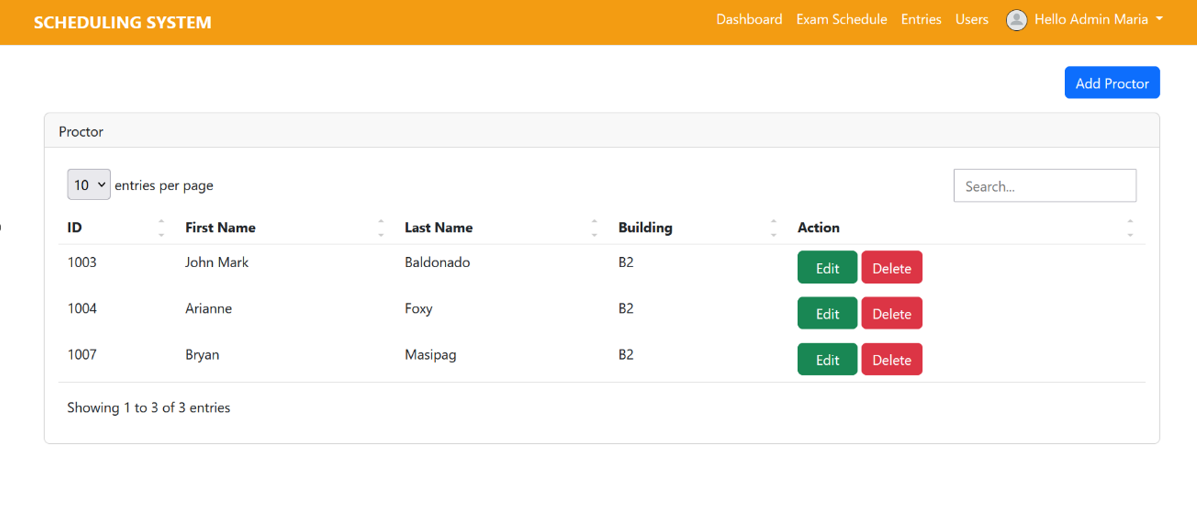 SCHEDULING SYSTEM Dashboard Exam Schedule Entries Users Hello Admin Maria
Add Proctor
Proctor
10 entries per page Search...
ID First Name Last Name Building Action
1003 John Mark Baldonado B2 Edit Delete
1004 Arianne Foxy B2 Edit Delete
1007 Bryan Masipag B2 Edit Delete
Showing 1 to 3 of 3 entries